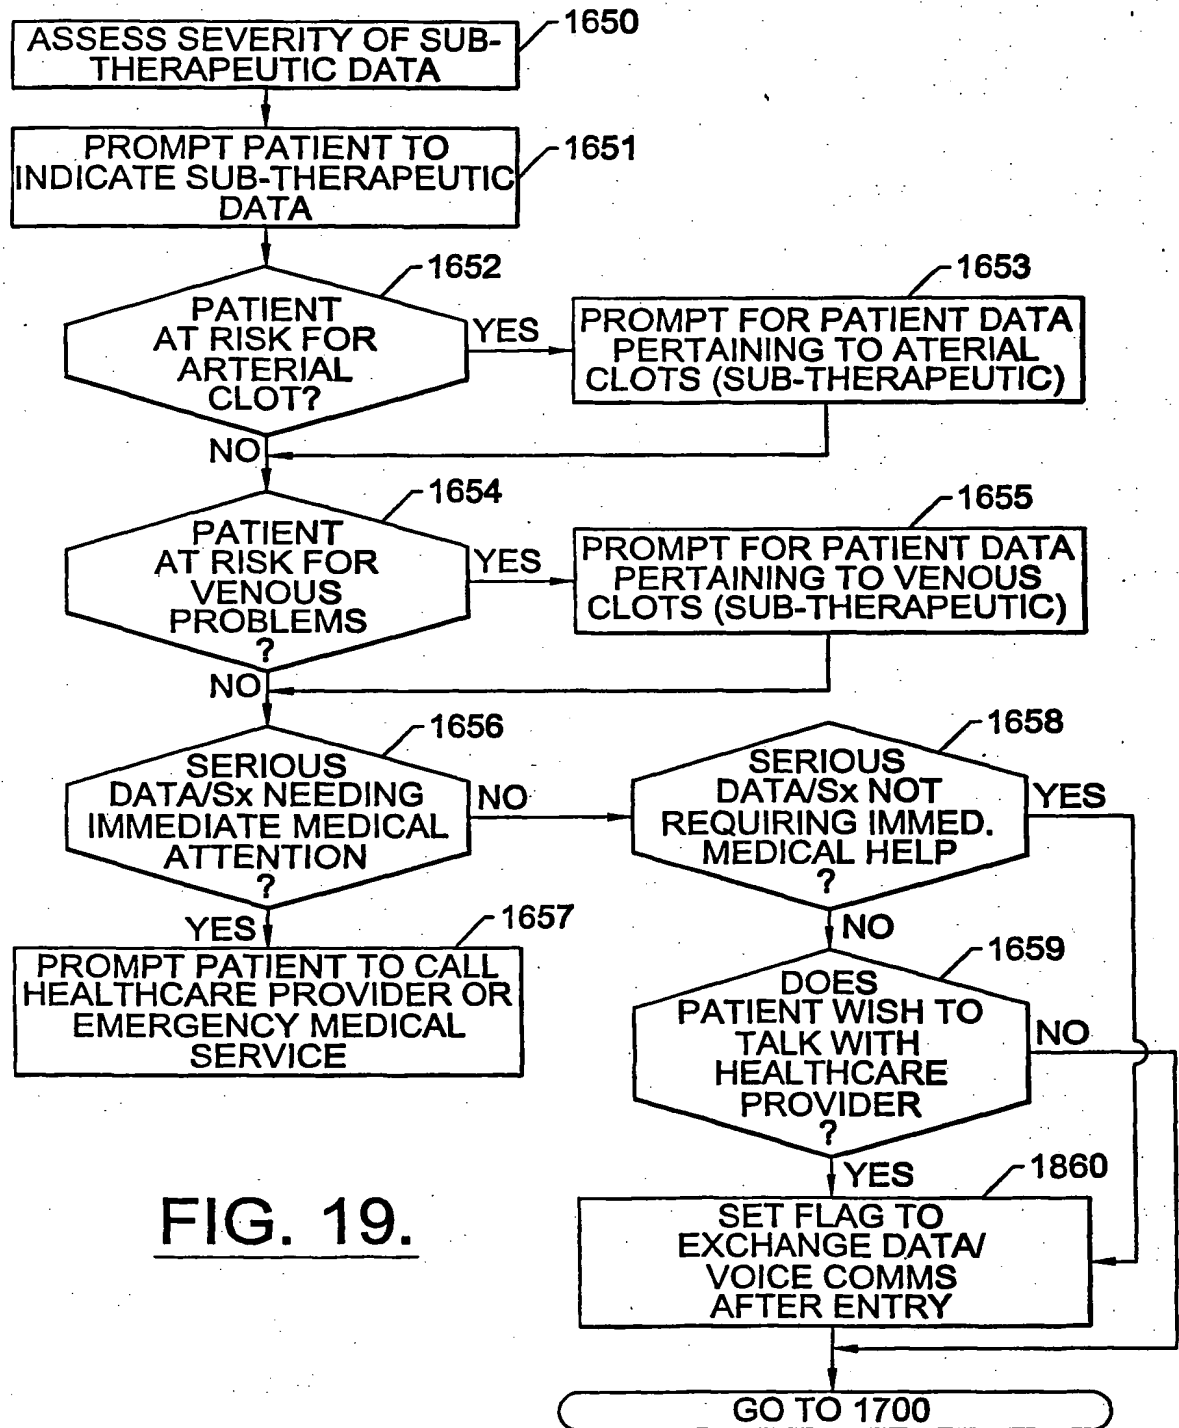 1650
ASSESS SEVERITY OF SUB-
THERAPEUTIC DATA
1651
PROMPT PATIENT TO
INDICATE SUB-THERAPEUTIC
DATA
1652
PATIENT
AT RISK FOR
ARTERIAL
CLOT?
YES
1653
PROMPT FOR PATIENT DATA
PERTAINING TO ATERIAL
CLOTS (SUB-THERAPEUTIC)
NO
1654
PATIENT
AT RISK FOR
VENOUS
PROBLEMS
?
YES
1655
PROMPT FOR PATIENT DATA
PERTAINING TO VENOUS
CLOTS (SUB-THERAPEUTIC)
NO
1656
SERIOUS
DATA/Sx NEEDING
IMMEDIATE MEDICAL
ATTENTION
?
NO
1658
SERIOUS
DATA/Sx NOT
REQUIRING IMMED.
MEDICAL HELP
?
YES
YES
1657
PROMPT PATIENT TO CALL
HEALTHCARE PROVIDER OR
EMERGENCY MEDICAL
SERVICE
NO
1659
DOES
PATIENT WISH TO
TALK WITH
HEALTHCARE
PROVIDER
?
NO
YES
1860
SET FLAG TO
EXCHANGE DATA/
VOICE COMMS
AFTER ENTRY
FIG. 19.
GO TO 1700